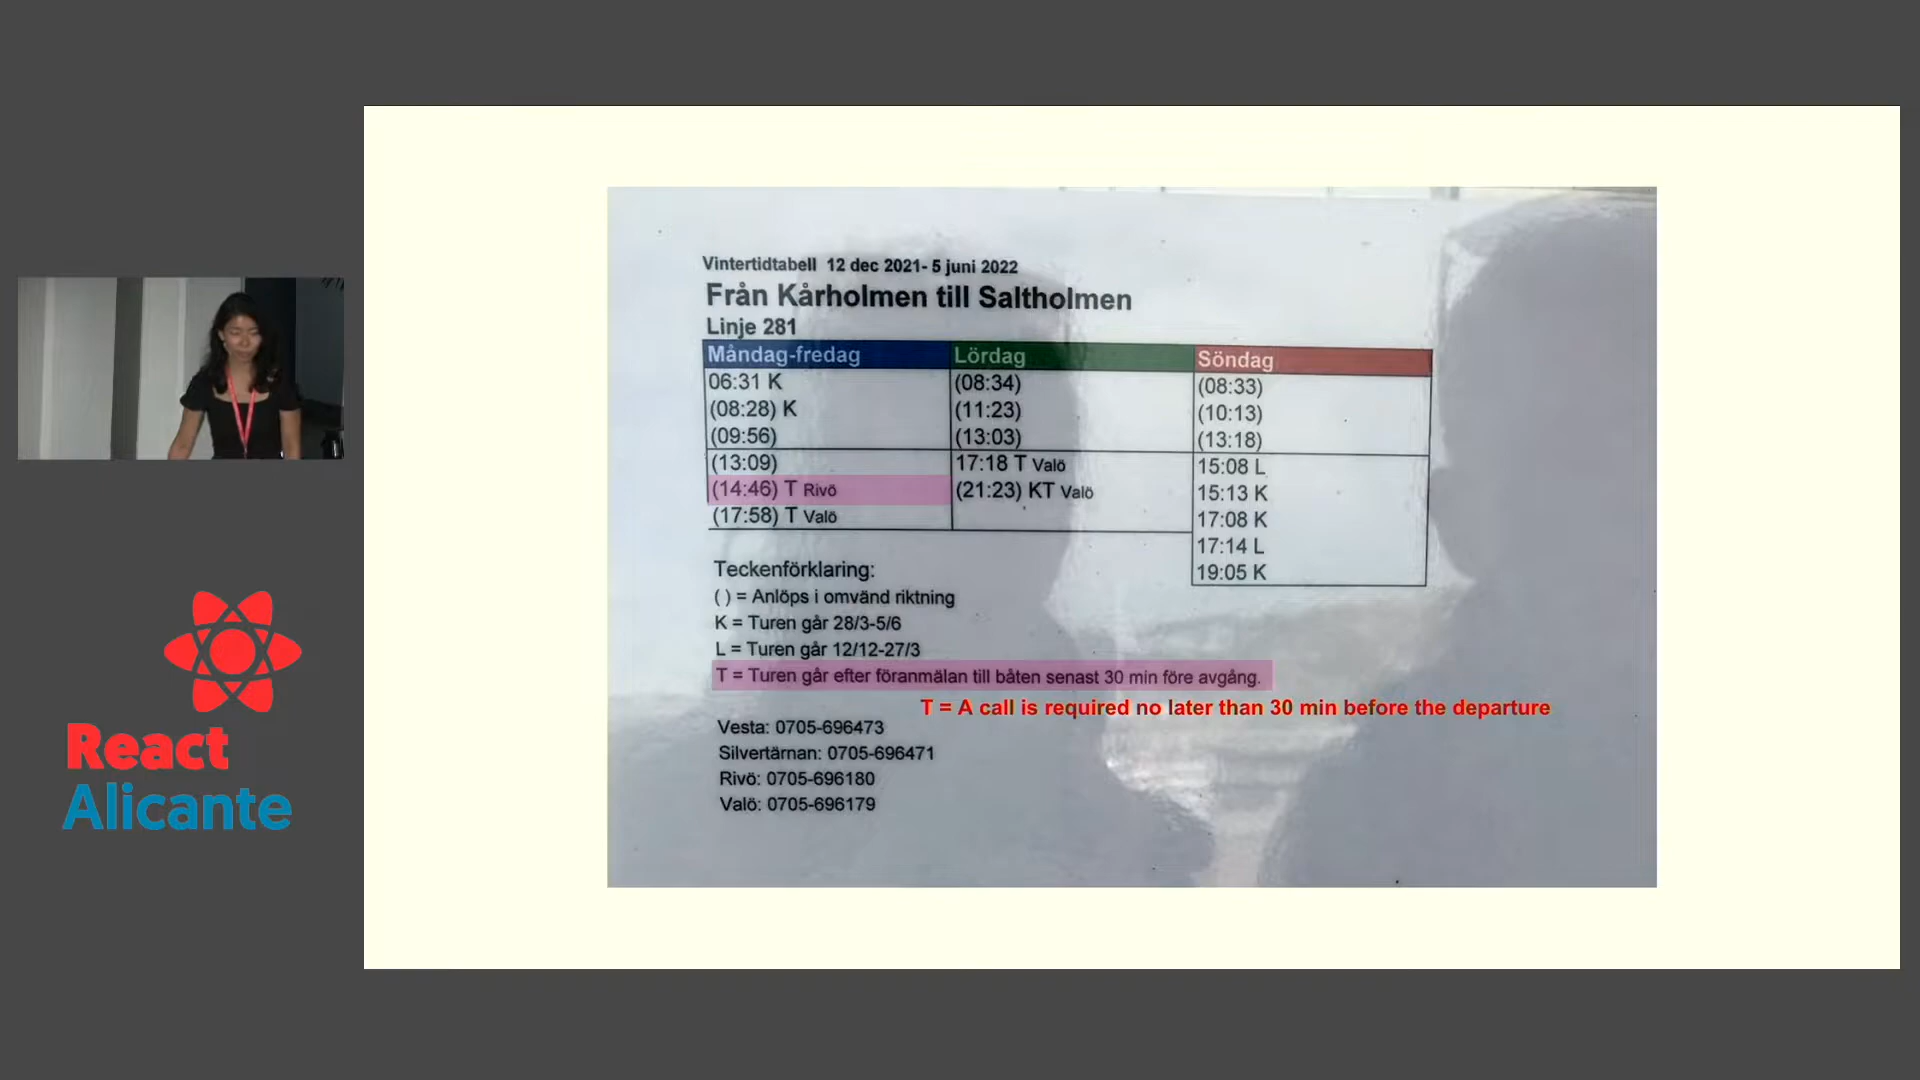 Vintertidtabell 12 dec 2021- 5 juni 2022
Från Kårholmen till Saltholmen
Linje 281
Måndag-fredag Lördag Söndag
06:31 K (08:34) (08:33)
(08:28) K (11:23) (10:13)
(09:56) (13:03) (13:18)
(13:09) 17:18 T Valö 15:08 L
(14:46) T Rivö (21:23) KT Valö 15:13 K
(17:58) T Valö 17:08 K
17:14 L
19:05 K
Teckenförklaring:
( ) = Anlöps i omvänd riktning
K = Turen går 28/3-5/6
L = Turen går 12/12-27/3
T = Turen går efter föranmälan till båten senast 30 min före avgång.
T = A call is required no later than 30 min before the departure
Vesta: 0705-696473
Silvertärnan: 0705-696471
Rivö: 0705-696180
Valö: 0705-696179
React
Alicante